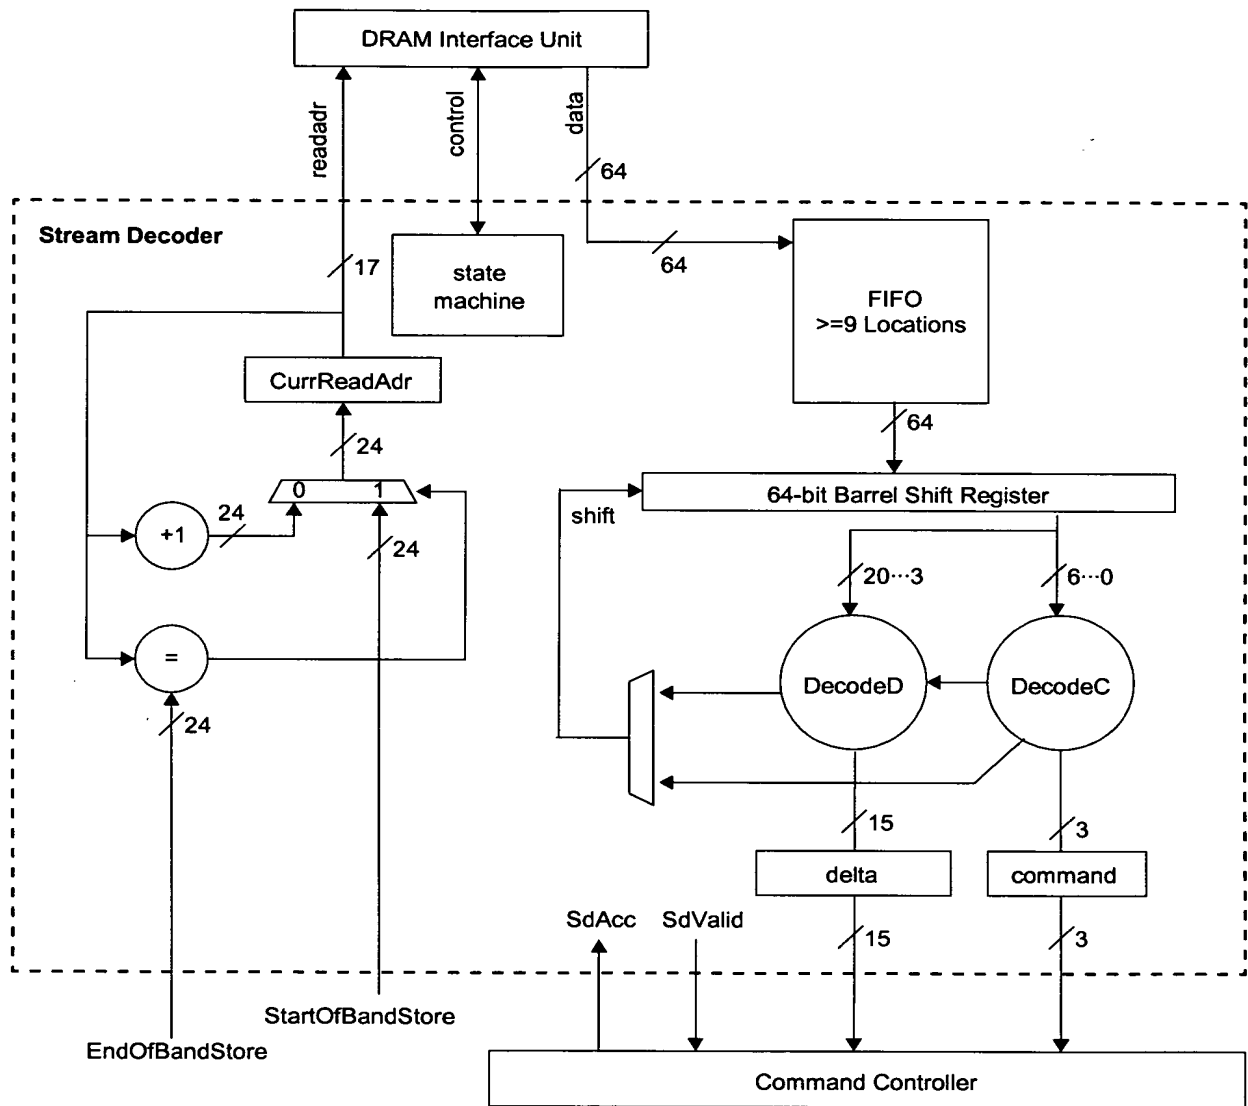 DRAM Interface Unit
readadr
control
data
64
Stream Decoder
17
state
machine
64
FIFO
>=9 Locations
CurrReadAdr
24
64
0 1
64-bit Barrel Shift Register
shift
+1
24
24
20···3
6···0
=
24
DecodeD
DecodeC
15
3
delta
command
SdAcc
SdValid
15
3
StartOfBandStore
EndOfBandStore
Command Controller